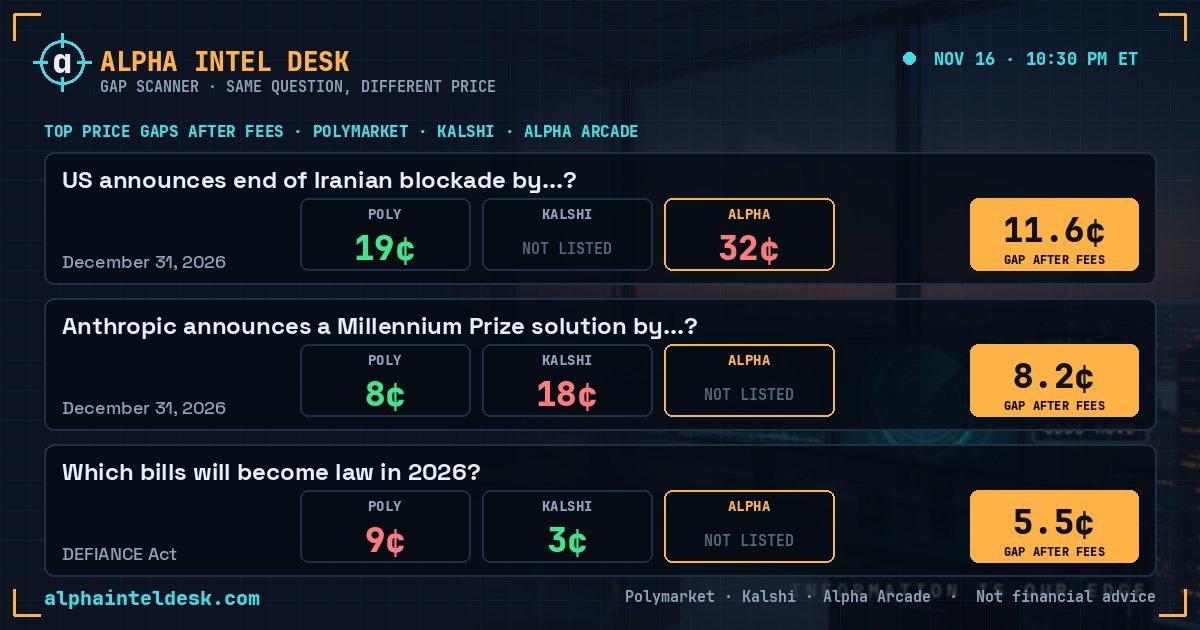 α
ALPHA INTEL DESK
GAP SCANNER · SAME QUESTION, DIFFERENT PRICE
NOV 16 · 10:30 PM ET
TOP PRICE GAPS AFTER FEES · POLYMARKET · KALSHI · ALPHA ARCADE
US announces end of Iranian blockade by...?
December 31, 2026
POLY
19¢
KALSHI
NOT LISTED
ALPHA
32¢
11.6¢
GAP AFTER FEES
Anthropic announces a Millennium Prize solution by...?
December 31, 2026
POLY
8¢
KALSHI
18¢
ALPHA
NOT LISTED
8.2¢
GAP AFTER FEES
Which bills will become law in 2026?
DEFIANCE Act
POLY
9¢
KALSHI
3¢
ALPHA
NOT LISTED
5.5¢
GAP AFTER FEES
INFORMATION IS OUR EDGE
alphainteldesk.com
Polymarket · Kalshi · Alpha Arcade · Not financial advice